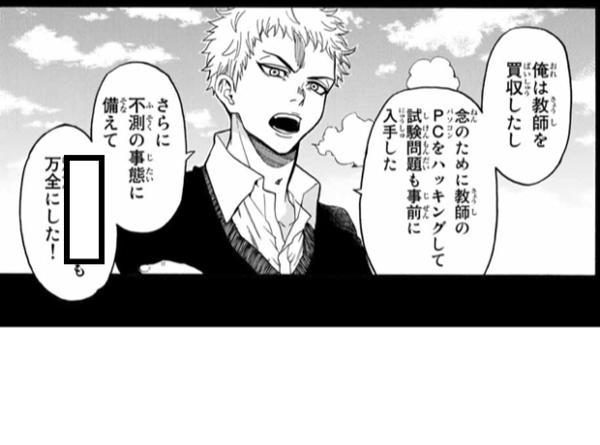 俺は教師を
買収したし
念のために教師の
PCをハッキングして
試験問題も事前に
入手した
さらに
不測の事態に
備えて
も
万全にした!